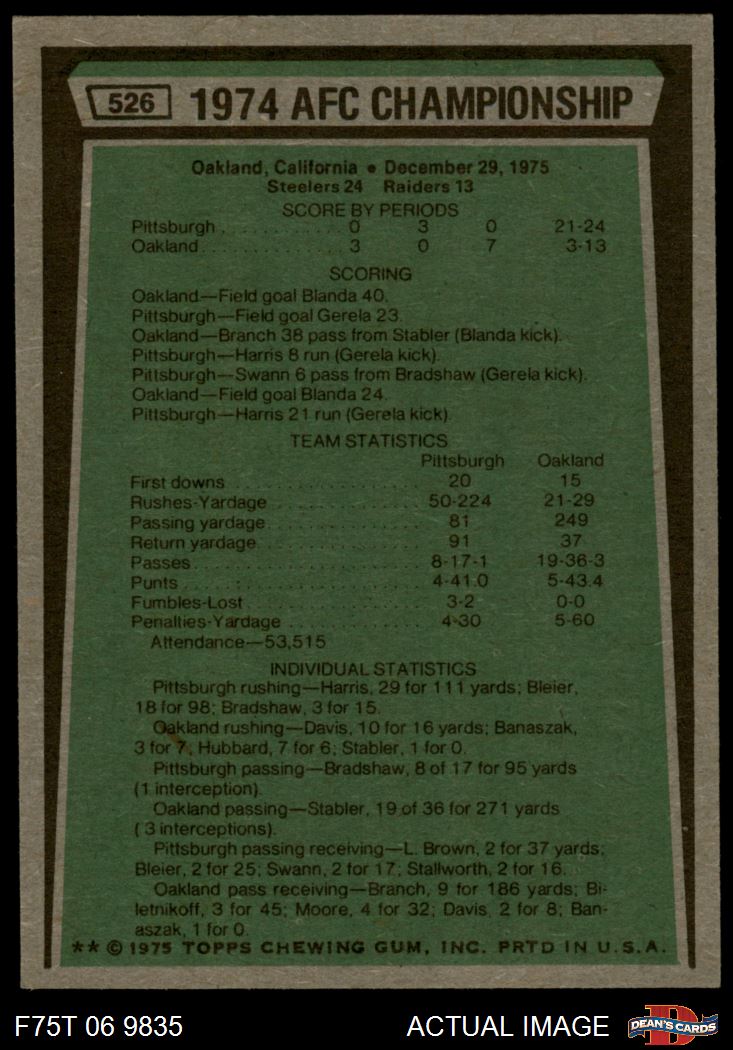 526 1974 AFC CHAMPIONSHIP
Oakland, California • December 29, 1975
Steelers 24 Raiders 13
SCORE BY PERIODS
Pittsburgh . . . . . . . . . . . 0 3 0 21-24
Oakland. . . . . . . . . . . . 3 0 7 3-13
SCORING
Oakland—Field goal Blanda 40.
Pittsburgh—Field goal Gerela 23.
Oakland—Branch 38 pass from Stabler (Blanda kick).
Pittsburgh—Harris 8 run (Gerela kick).
Pittsburgh—Swann 6 pass from Bradshaw (Gerela kick).
Oakland—Field goal Blanda 24.
Pittsburgh—Harris 21 run (Gerela kick).
TEAM STATISTICS
Pittsburgh Oakland
First downs . . . . . . . . . . . . . . . . 20 15
Rushes-Yardage . . . . . . . . . . . . 50-224 21-29
Passing yardage. . . . . . . . . . . . . 81 249
Return yardage. . . . . . . . . . . . . 91 37
Passes. . . . . . . . . . . . . . . . . . . 8-17-1 19-36-3
Punts . . . . . . . . . . . . . . . . . . . 4-41.0 5-43.4
Fumbles-Lost . . . . . . . . . . . . . . 3-2 0-0
Penalties-Yardage . . . . . . . . . . . 4-30 5-60
Attendance—53,515
INDIVIDUAL STATISTICS
Pittsburgh rushing—Harris, 29 for 111 yards; Bleier,
18 for 98; Bradshaw, 3 for 15.
Oakland rushing—Davis, 10 for 16 yards; Banaszak,
3 for 7, Hubbard, 7 for 6; Stabler, 1 for 0.
Pittsburgh passing—Bradshaw, 8 of 17 for 95 yards
(1 interception).
Oakland passing—Stabler, 19 of 36 for 271 yards
( 3 interceptions).
Pittsburgh passing receiving—L. Brown, 2 for 37 yards;
Bleier, 2 for 25; Swann, 2 for 17; Stallworth, 2 for 16.
Oakland pass receiving—Branch, 9 for 186 yards; Bi-
letnikoff, 3 for 45; Moore, 4 for 32; Davis, 2 for 8; Ban-
aszak, 1 for 0.
** © 1975 TOPPS CHEWING GUM, INC. PRTD IN U.S.A.
F75T 06 9835 ACTUAL IMAGE D DEAN'S CARDS